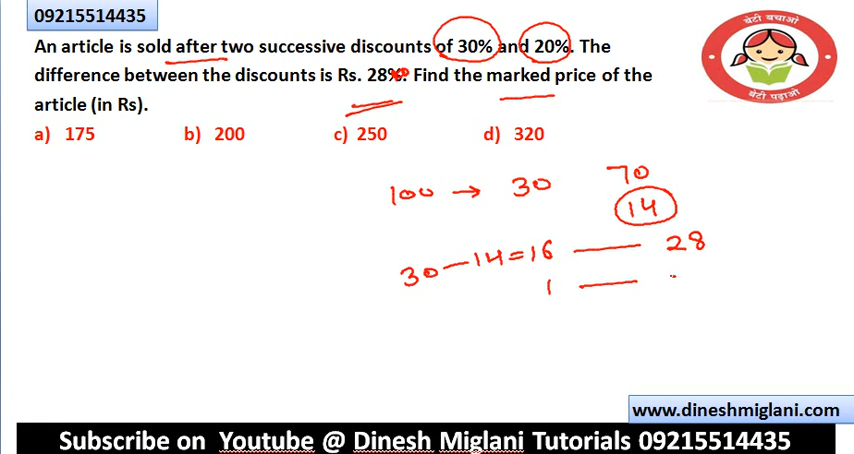 09215514435
An article is sold after two successive discounts of 30% and 20%. The
difference between the discounts is Rs. 28%. Find the marked price of the
article (in Rs).
a) 175 b) 200 c) 250 d) 320
बेटी बचाओ
बेटी पढ़ाओ
100 → 30 70
14
30 — 14 = 16 — 28
1 —
www.dineshmiglani.com
Subscribe on Youtube @ Dinesh Miglani Tutorials 09215514435